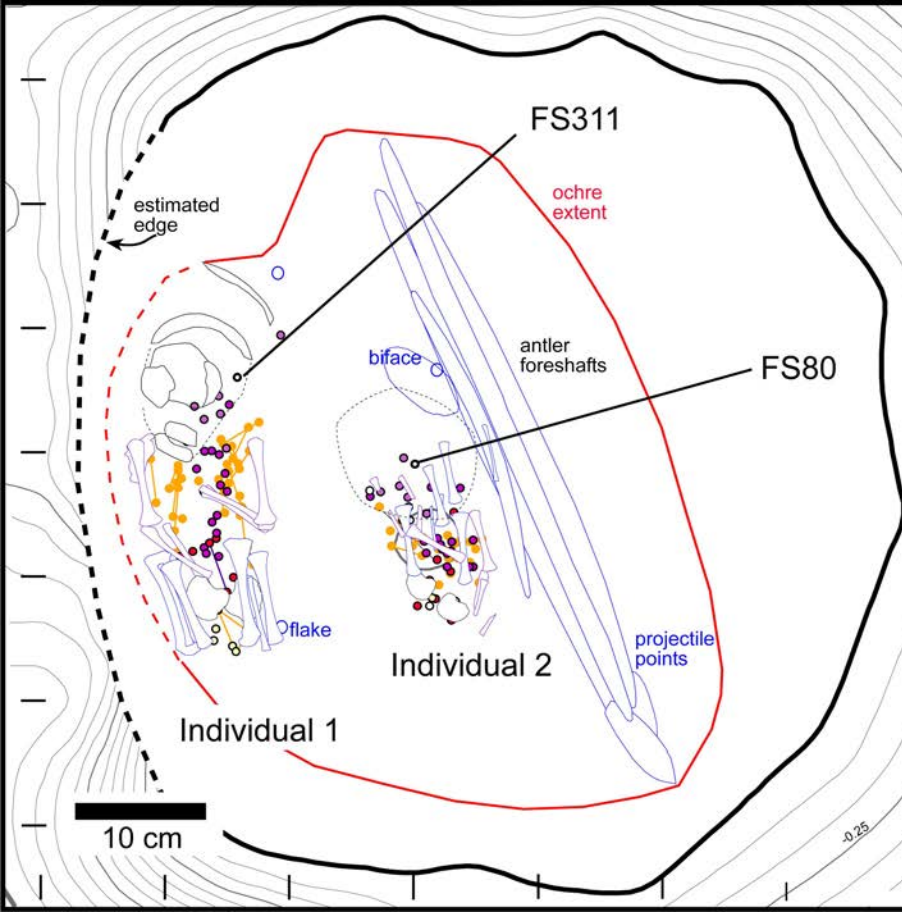 FS311
estimated
edge
ochre
extent
biface
antler
foreshafts
FS80
flake
projectile
points
Individual 2
Individual 1
10 cm
-0.25